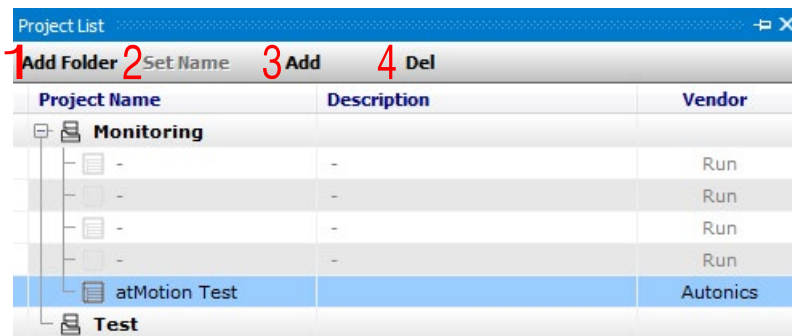 Project List
1 Add Folder 2 Set Name 3 Add 4 Del
Project Name Description Vendor
Monitoring
- - Run
- - Run
- - Run
- - Run
atMotion Test Autonics
Test